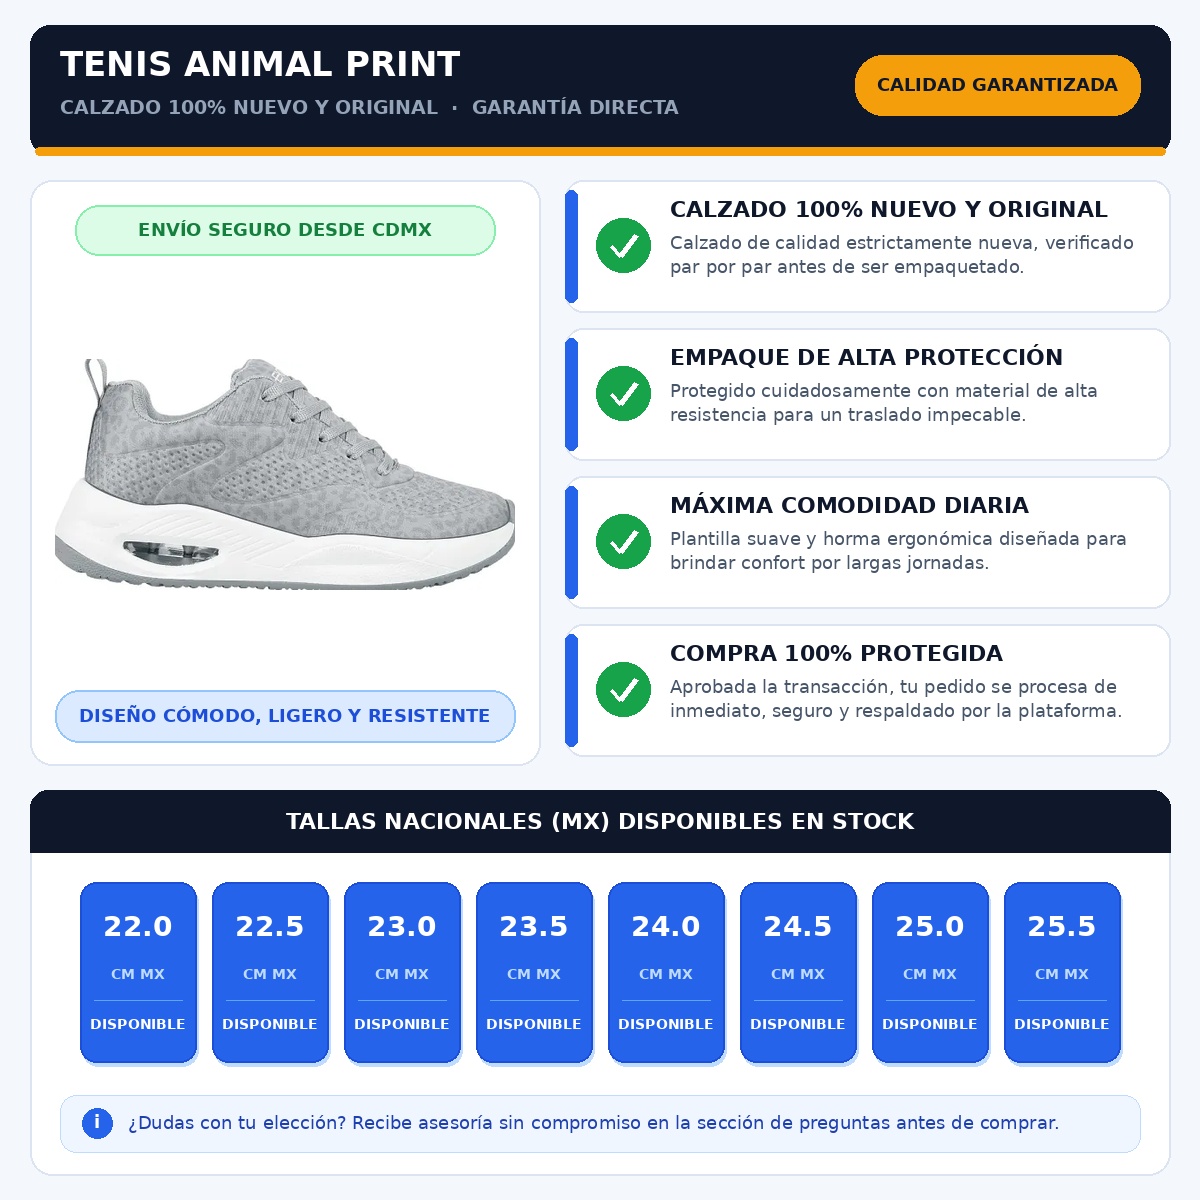 TENIS ANIMAL PRINT
CALZADO 100% NUEVO Y ORIGINAL · GARANTÍA DIRECTA
CALIDAD GARANTIZADA
ENVÍO SEGURO DESDE CDMX
DISEÑO CÓMODO, LIGERO Y RESISTENTE
CALZADO 100% NUEVO Y ORIGINAL
Calzado de calidad estrictamente nueva, verificado
par por par antes de ser empaquetado.
EMPAQUE DE ALTA PROTECCIÓN
Protegido cuidadosamente con material de alta
resistencia para un traslado impecable.
MÁXIMA COMODIDAD DIARIA
Plantilla suave y horma ergonómica diseñada para
brindar confort por largas jornadas.
COMPRA 100% PROTEGIDA
Aprobada la transacción, tu pedido se procesa de
inmediato, seguro y respaldado por la plataforma.
TALLAS NACIONALES (MX) DISPONIBLES EN STOCK
22.0 22.5 23.0 23.5 24.0 24.5 25.0 25.5
CM MX CM MX CM MX CM MX CM MX CM MX CM MX CM MX
DISPONIBLE DISPONIBLE DISPONIBLE DISPONIBLE DISPONIBLE DISPONIBLE DISPONIBLE DISPONIBLE
i ¿Dudas con tu elección? Recibe asesoría sin compromiso en la sección de preguntas antes de comprar.